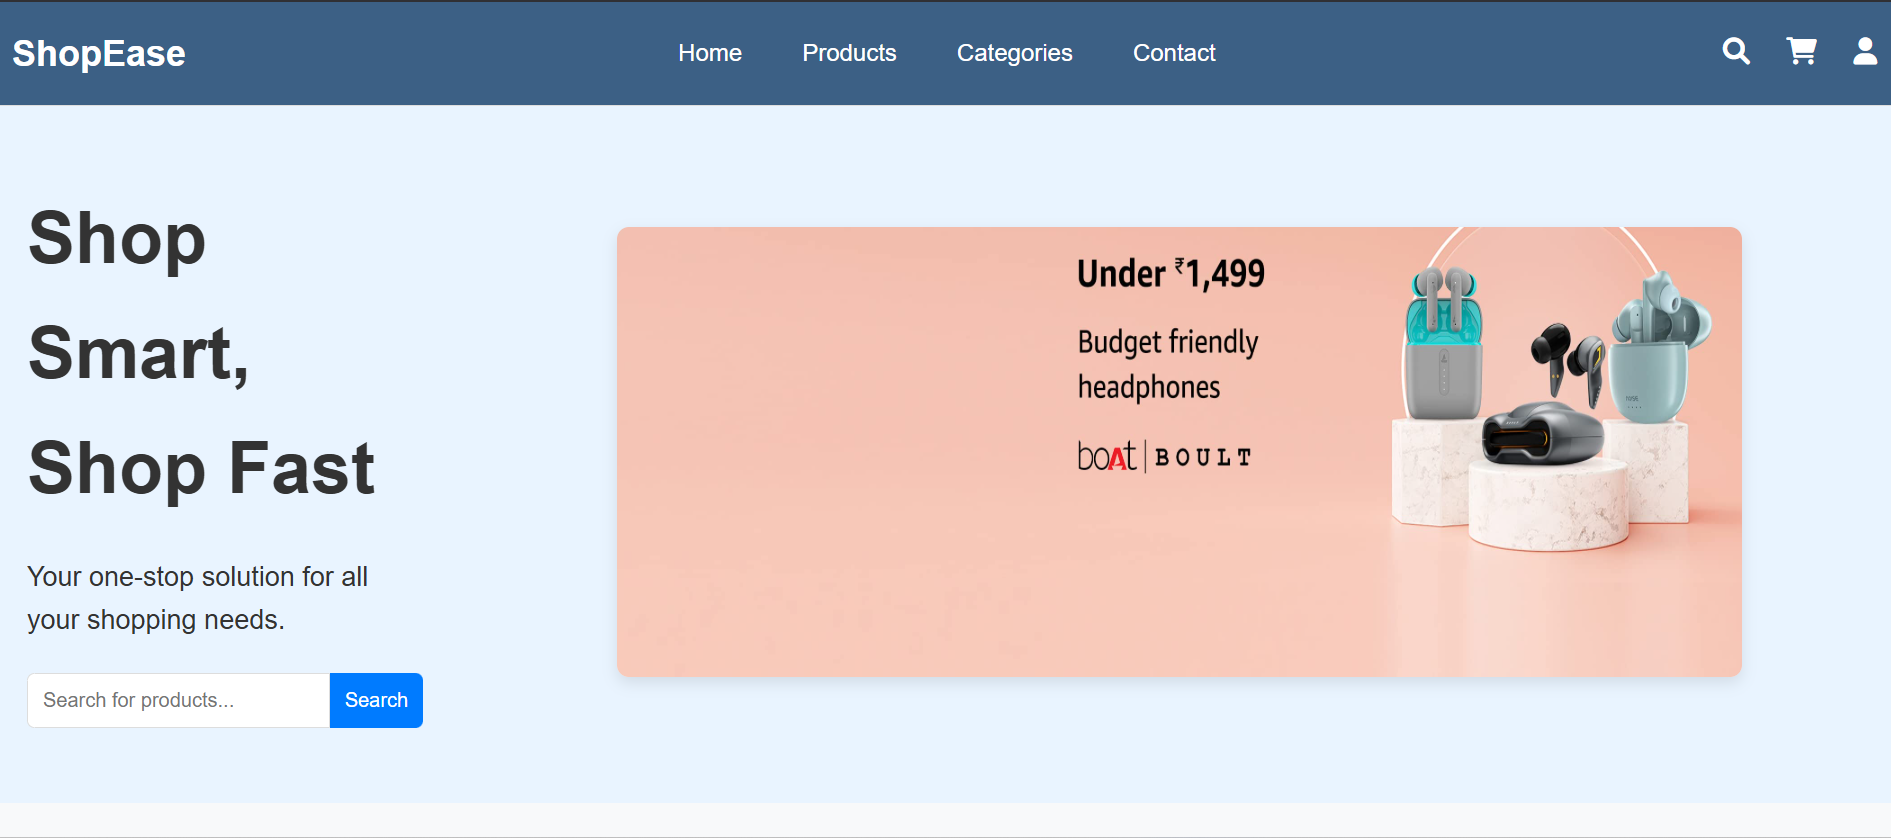 ShopEase
Home
Products
Categories
Contact
Shop
Smart,
Shop Fast
Your one-stop solution for all
your shopping needs.
Search for products...
Search
Under ₹1,499
Budget friendly
headphones
boAt | BOULT